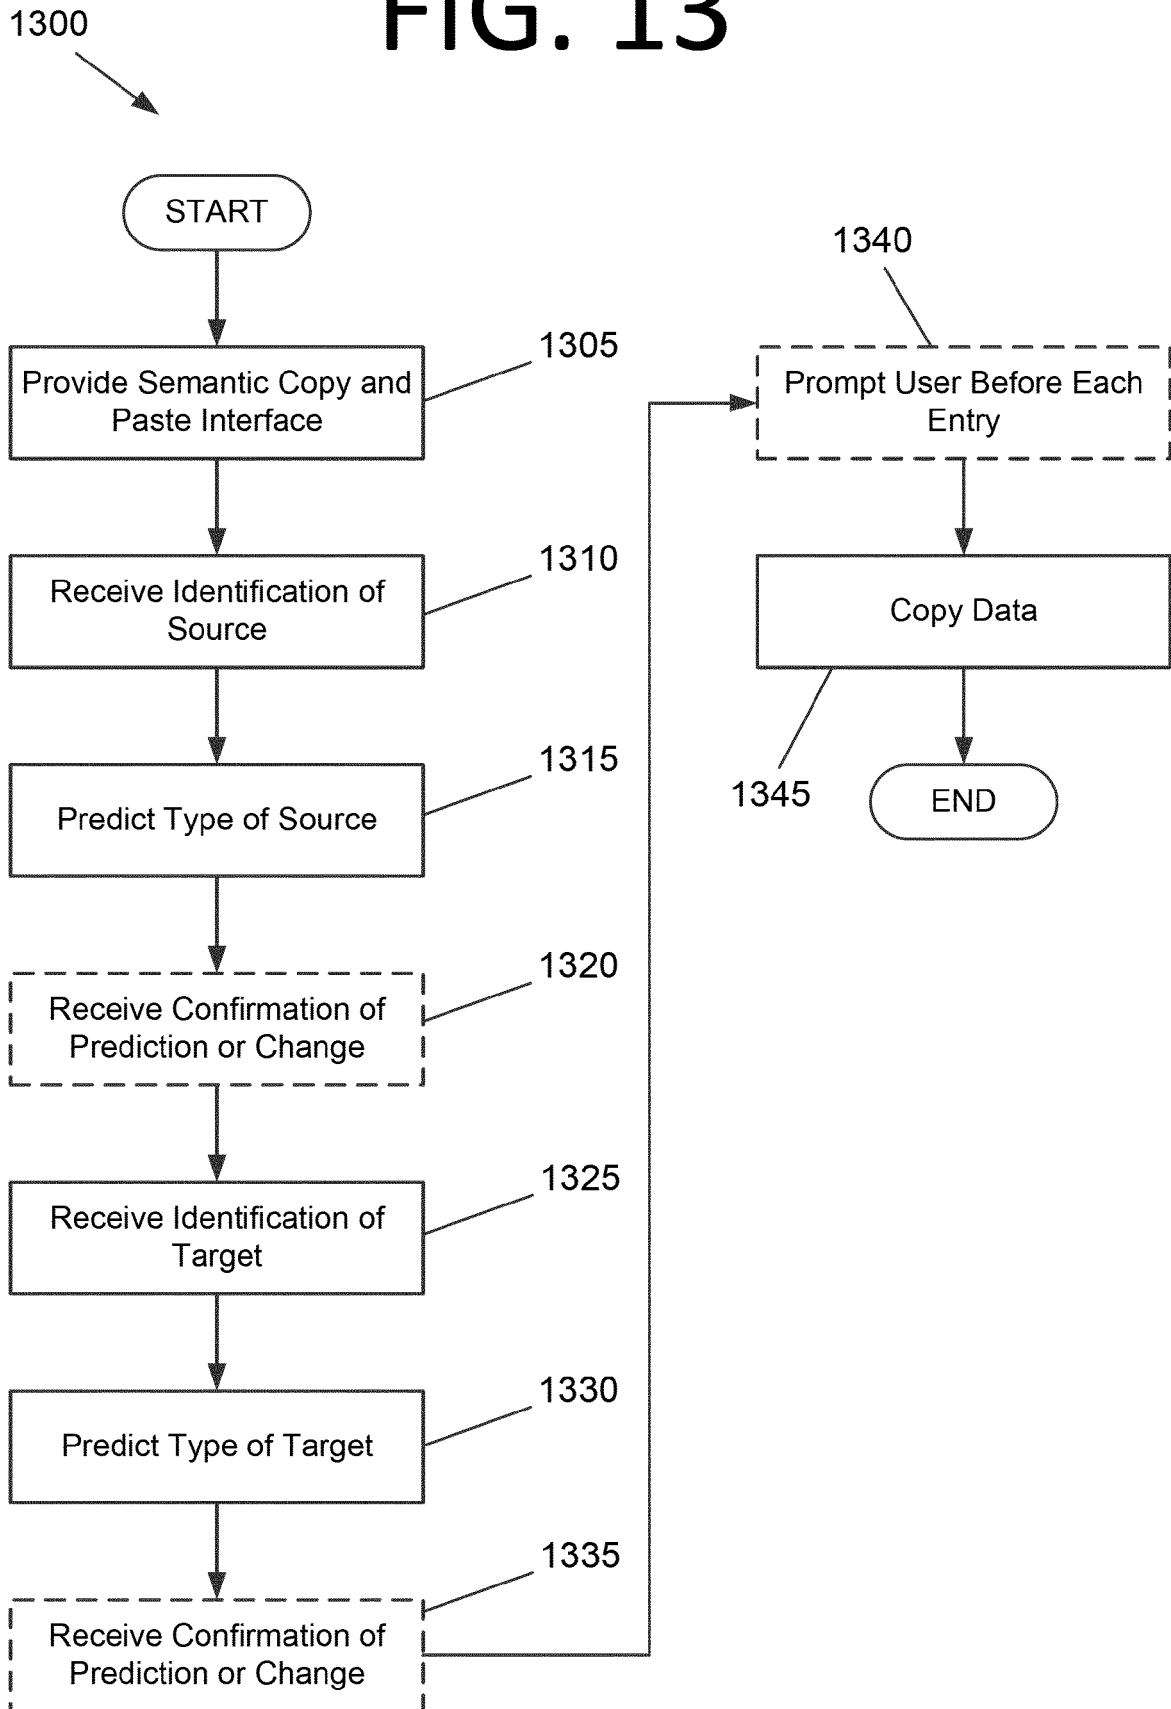 FIG. 13
1300
START
1305
Provide Semantic Copy and
Paste Interface
1310
Receive Identification of
Source
1315
Predict Type of Source
1320
Receive Confirmation of
Prediction or Change
1325
Receive Identification of
Target
1330
Predict Type of Target
1335
Receive Confirmation of
Prediction or Change
1340
Prompt User Before Each
Entry
Copy Data
1345
END